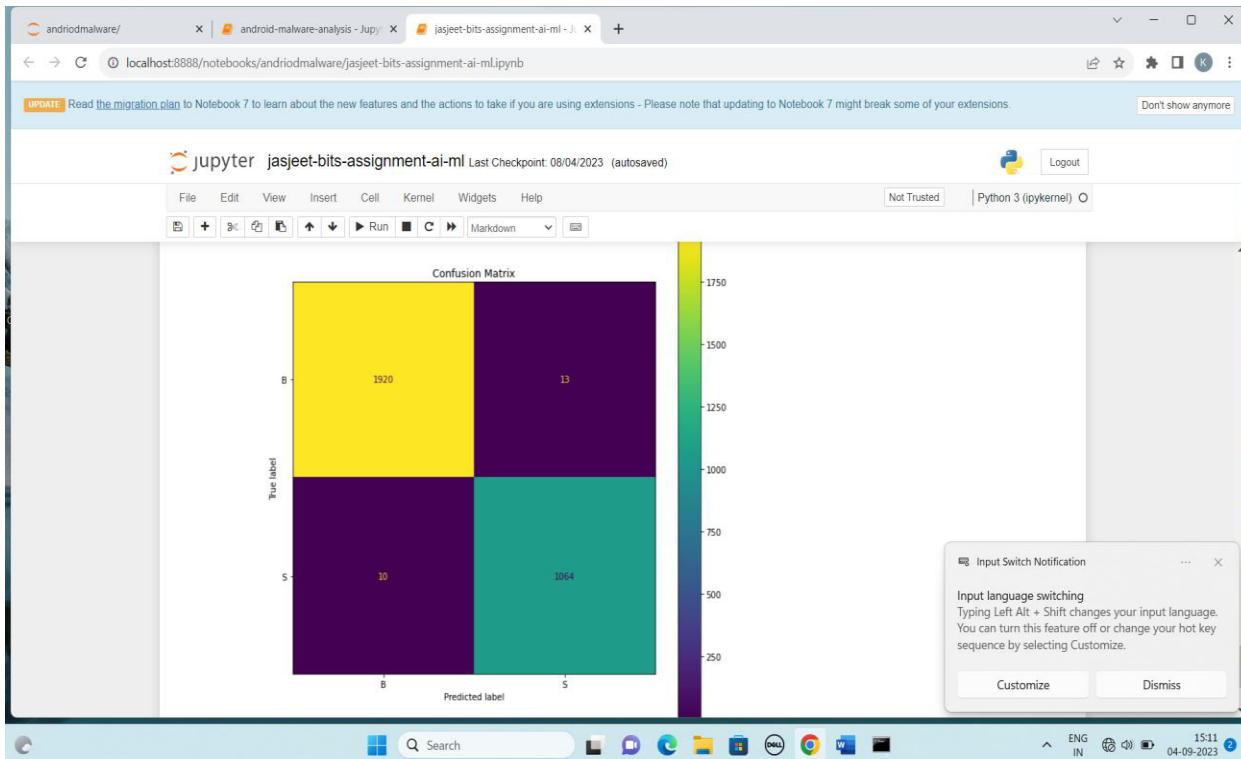 andriodmalware/
android-malware-analysis - Jupy
jasjeet-bits-assignment-ai-ml - Ju
localhost:8888/notebooks/andriodmalware/jasjeet-bits-assignment-ai-ml.ipynb
K
UPDATE Read the migration plan to Notebook 7 to learn about the new features and the actions to take if you are using extensions - Please note that updating to Notebook 7 might break some of your extensions.
Don't show anymore
jupyter jasjeet-bits-assignment-ai-ml Last Checkpoint: 08/04/2023 (autosaved)
Logout
File Edit View Insert Cell Kernel Widgets Help
Not Trusted
Python 3 (ipykernel)
Run
Markdown
Confusion Matrix
1750
1500
1250
1000
750
500
250
B
1920
13
True label
S
10
1064
B
S
Predicted label
Input Switch Notification
Input language switching
Typing Left Alt + Shift changes your input language.
You can turn this feature off or change your hot key
sequence by selecting Customize.
Customize
Dismiss
Search
DELL
W
ENG
IN
15:11
04-09-2023
2